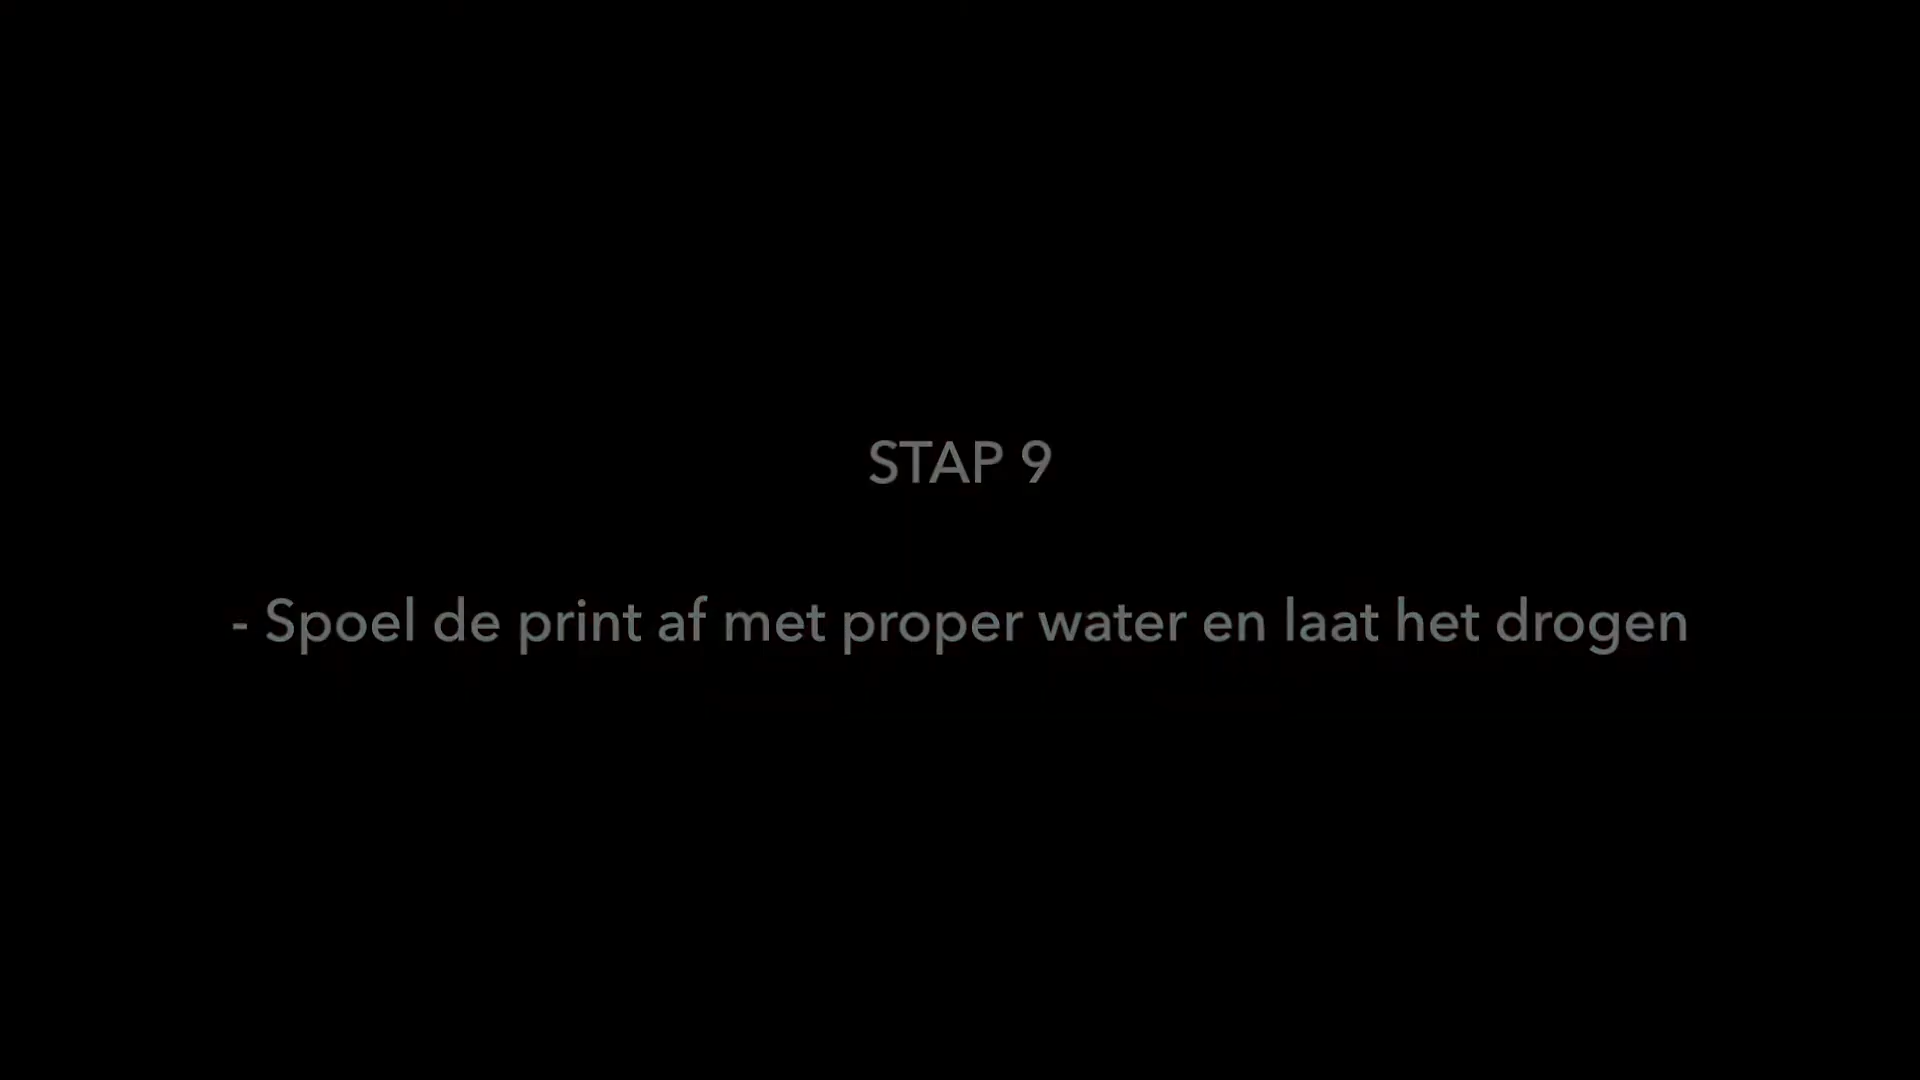 STAP 9
- Spoel de print af met proper water en laat het drogen